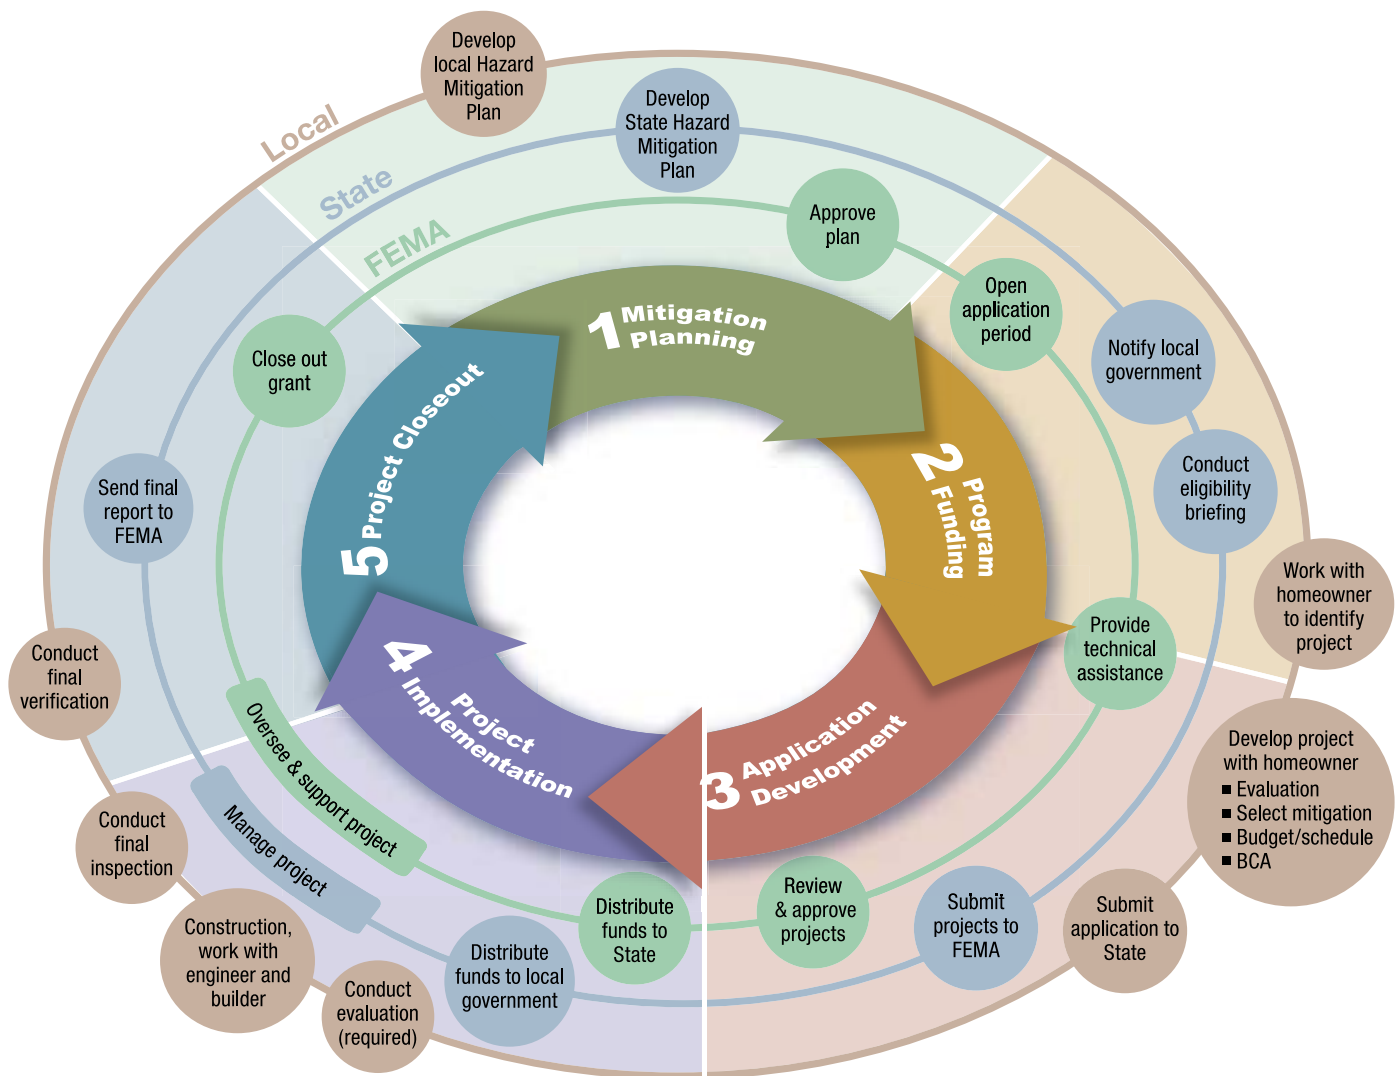 Develop
local Hazard
Mitigation
Plan
Develop
State Hazard
Mitigation
Plan
Approve
plan
Local
State
FEMA
Open
application
period
Notify local
government
Conduct
eligibility
briefing
Work with
homeowner
to identify
project
Provide
technical
assistance
Develop project
with homeowner
■ Evaluation
■ Select mitigation
■ Budget/schedule
■ BCA
Submit
application to
State
Submit
projects to
FEMA
Review
& approve
projects
Distribute
funds to
State
Distribute
funds to local
government
Conduct
evaluation
(required)
Construction,
work with
engineer and
builder
Conduct
final
inspection
Manage project
Oversee & support project
Conduct
final
verification
Send final
report to
FEMA
Close out
grant
1 Mitigation
Planning
2 Program
Funding
3 Application
Development
4 Project
Implementation
5 Project Closeout